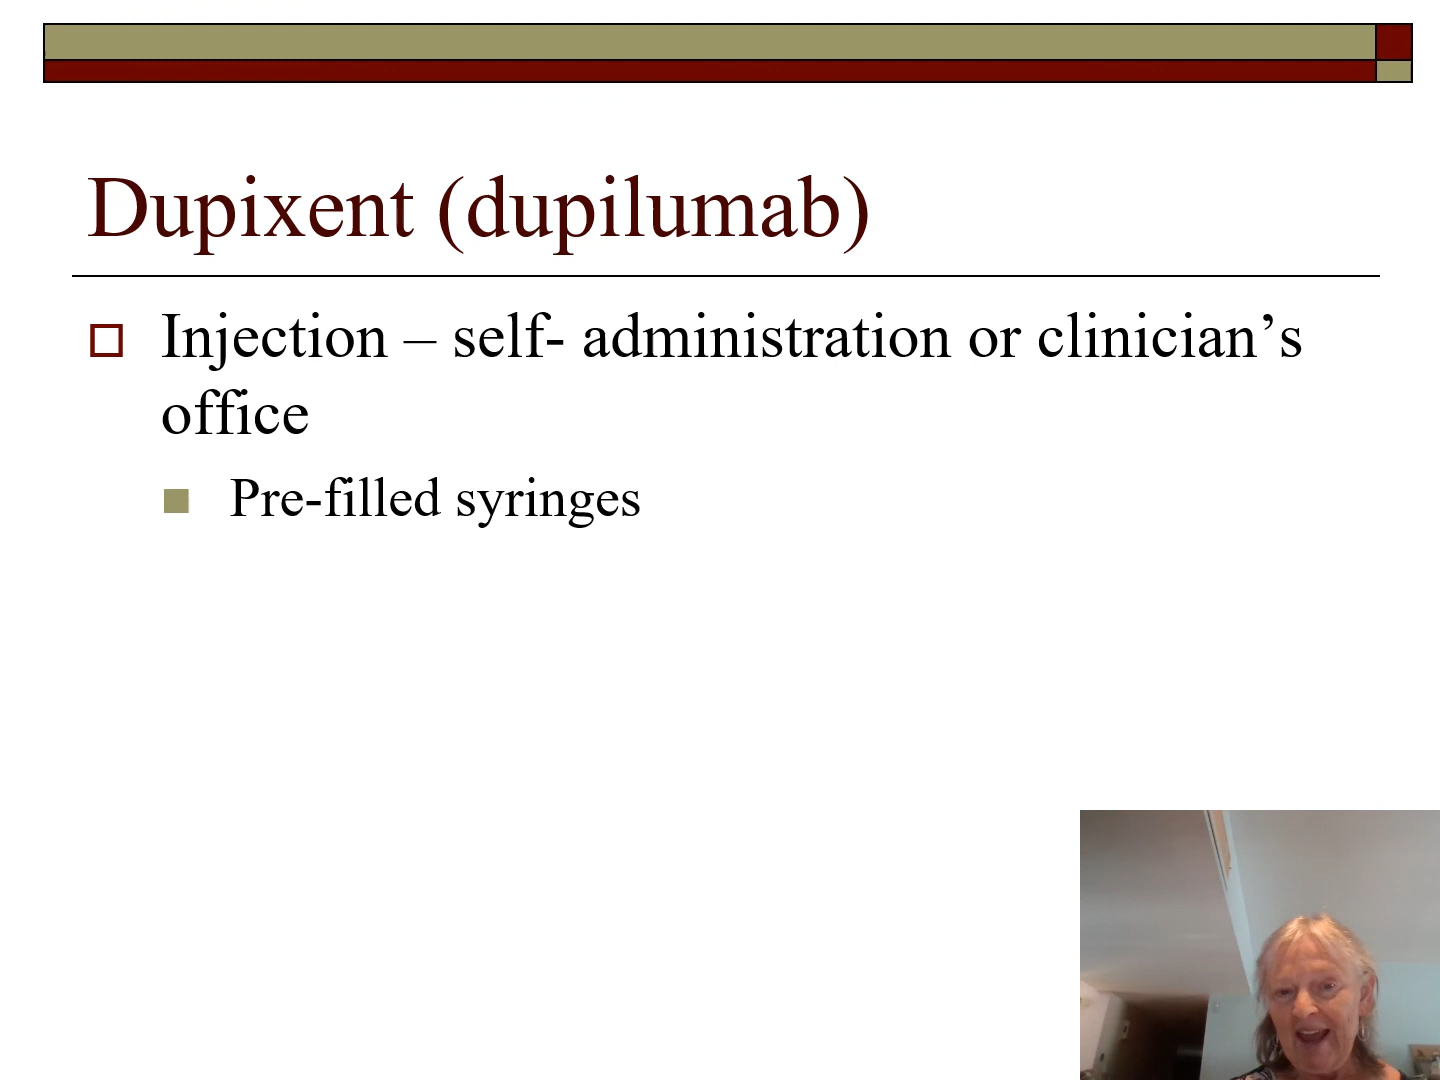 Dupixent (dupilumab)
Injection – self- administration or clinician’s
office
Pre-filled syringes